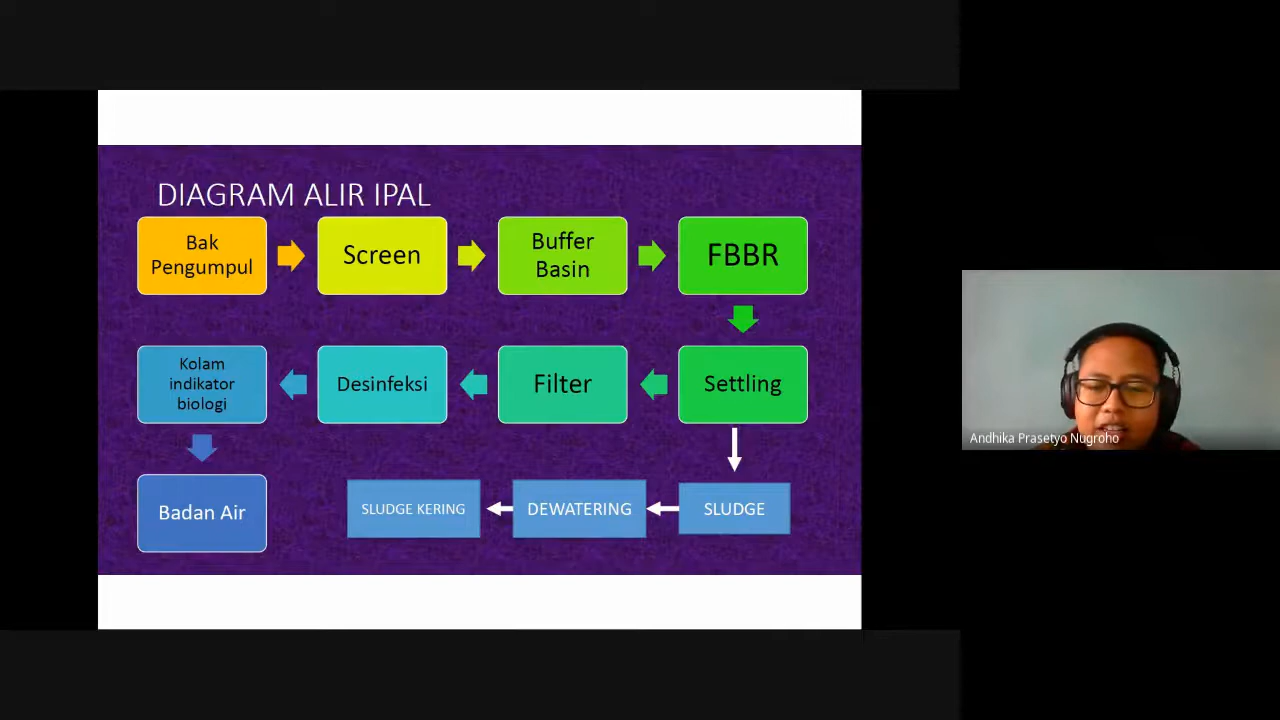 DIAGRAM ALIR IPAL
Bak
Pengumpul
Screen
Buffer
Basin
FBBR
Kolam
indikator
biologi
Desinfeksi
Filter
Settling
Badan Air
SLUDGE KERING
DEWATERING
SLUDGE
Andhika Prasetyo Nugroho